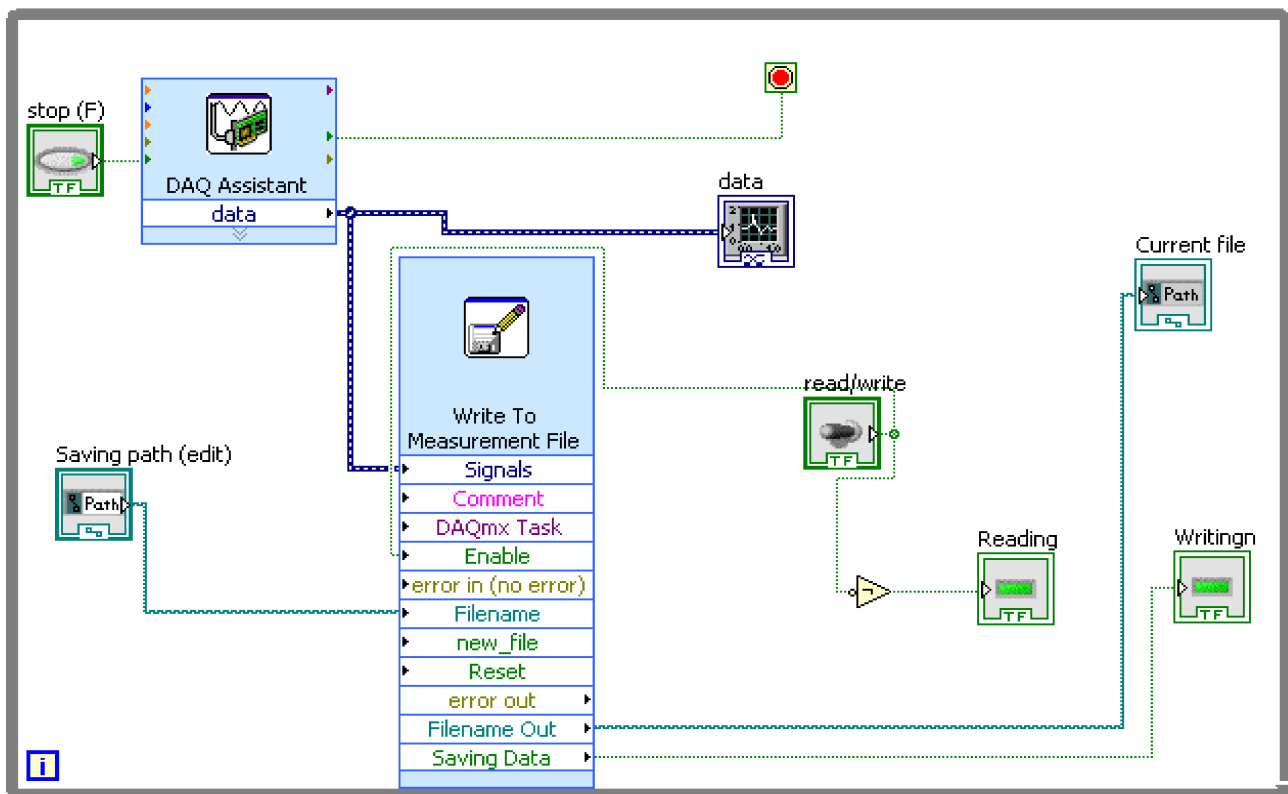 stop (F)
TF
DAQ Assistant
data
data
Current file
Path
Write To
Measurement File
Signals
Comment
DAQmx Task
Enable
error in (no error)
Filename
new_file
Reset
error out
Filename Out
Saving Data
Saving path (edit)
Path
read/write
TF
Reading
TF
Writingn
TF
i